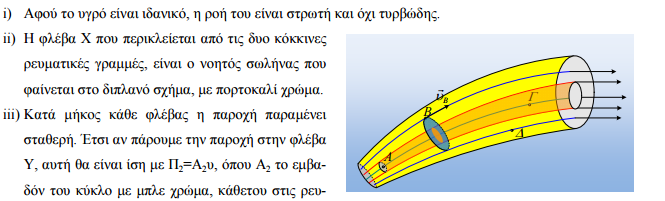 i) Αφού το υγρό είναι ιδανικό, η ροή του είναι στρωτή και όχι τυρβώδης.
ii) Η φλέβα Χ που περικλείεται από τις δυο κόκκινες
ρευματικές γραμμές, είναι ο νοητός σωλήνας που
φαίνεται στο διπλανό σχήμα, με πορτοκαλί χρώμα.
iii) Κατά μήκος κάθε φλέβας η παροχή παραμένει
σταθερή. Έτσι αν πάρουμε την παροχή στην φλέβα
Υ, αυτή θα είναι ίση με Π₂=Α₂υ, όπου Α₂ το εμβα-
δόν του κύκλο με μπλε χρώμα, κάθετου στις ρευ-
υ⃗_B
B
Γ
A
Δ